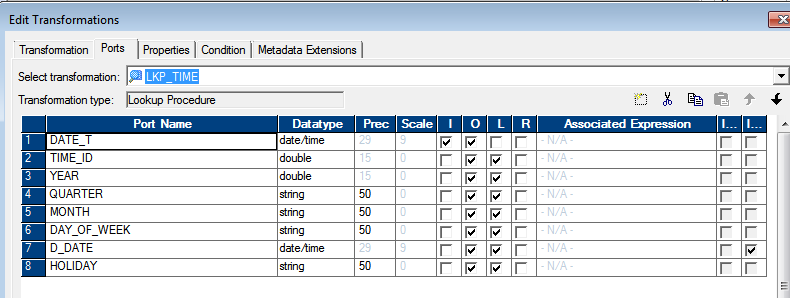 Edit Transformations
Transformation Ports Properties Condition Metadata Extensions
Select transformation: LKP_TIME
Transformation type: Lookup Procedure
Port Name Datatype Prec Scale I O L R Associated Expression I... I...
1 DATE_T date/time 29 9 - N/A -
2 TIME_ID double 15 0 - N/A -
3 YEAR double 15 0 - N/A -
4 QUARTER string 50 0 - N/A -
5 MONTH string 50 0 - N/A -
6 DAY_OF_WEEK string 50 0 - N/A -
7 D_DATE date/time 29 9 - N/A -
8 HOLIDAY string 50 0 - N/A -